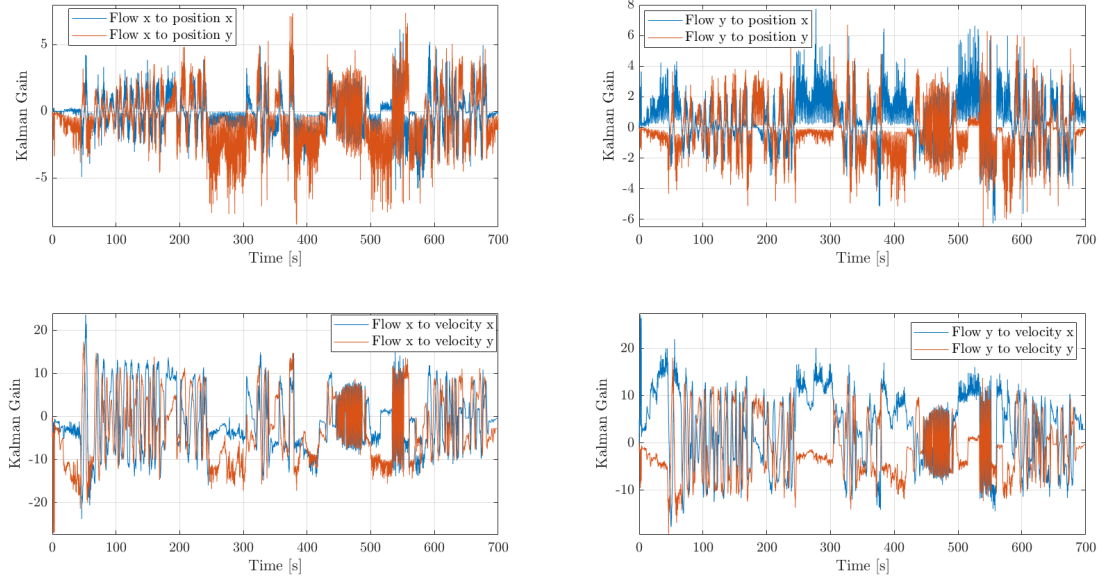 Flow x to position x
Flow x to position y
Kalman Gain
5
0
-5
0 100 200 300 400 500 600 700
Time [s]
Flow y to position x
Flow y to position y
Kalman Gain
8
6
4
2
0
-2
-4
-6
0 100 200 300 400 500 600 700
Time [s]
Flow x to velocity x
Flow x to velocity y
Kalman Gain
20
10
0
-10
-20
0 100 200 300 400 500 600 700
Time [s]
Flow y to velocity x
Flow y to velocity y
Kalman Gain
20
10
0
-10
0 100 200 300 400 500 600 700
Time [s]